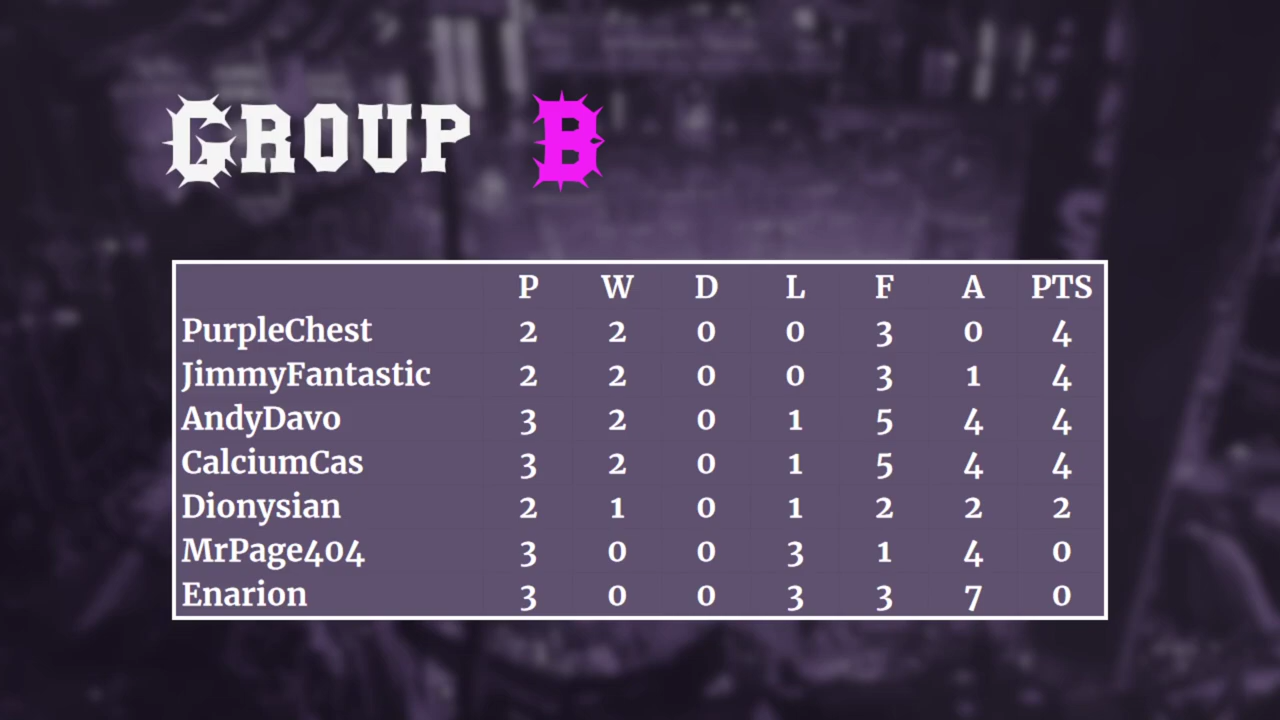 Group B
P W D L F A PTS
PurpleChest 2 2 0 0 3 0 4
JimmyFantastic 2 2 0 0 3 1 4
AndyDavo 3 2 0 1 5 4 4
CalciumCas 3 2 0 1 5 4 4
Dionysian 2 1 0 1 2 2 2
MrPage404 3 0 0 3 1 4 0
Enarion 3 0 0 3 3 7 0